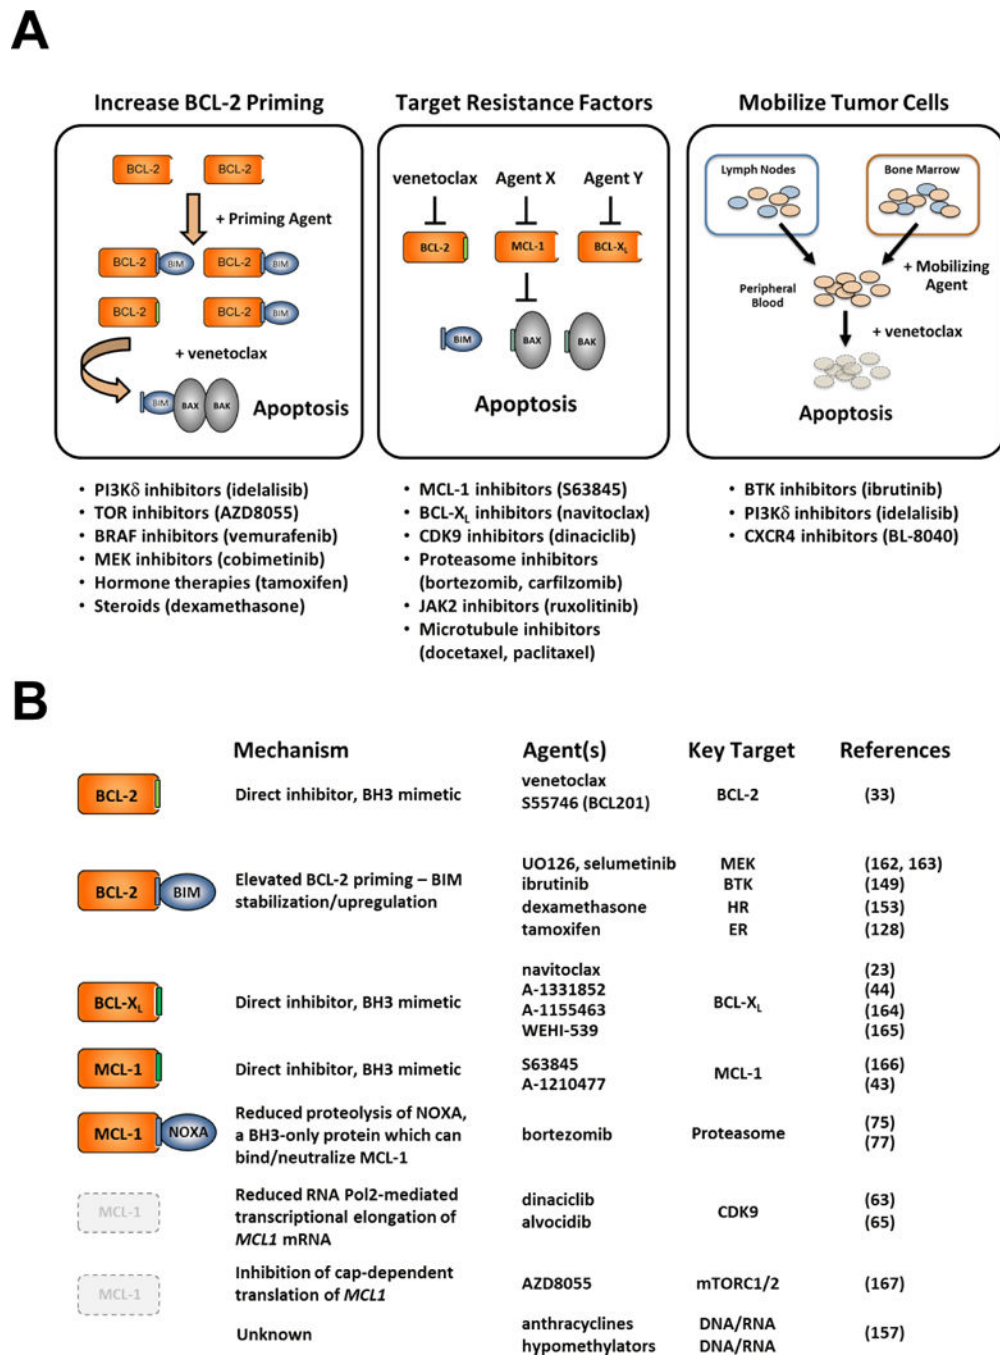 A
Increase BCL-2 Priming
BCL-2 BCL-2
+ Priming Agent
BCL-2 BIM BCL-2 BIM
BCL-2 BCL-2 BIM
+ venetoclax
BIM BAX BAK Apoptosis
• PI3Kδ inhibitors (idelalisib)
• TOR inhibitors (AZD8055)
• BRAF inhibitors (vemurafenib)
• MEK inhibitors (cobimetinib)
• Hormone therapies (tamoxifen)
• Steroids (dexamethasone)
Target Resistance Factors
venetoclax Agent X Agent Y
BCL-2 MCL-1 BCL-XL
BIM BAX BAK
Apoptosis
• MCL-1 inhibitors (S63845)
• BCL-XL inhibitors (navitoclax)
• CDK9 inhibitors (dinaciclib)
• Proteasome inhibitors
(bortezomib, carfilzomib)
• JAK2 inhibitors (ruxolitinib)
• Microtubule inhibitors
(docetaxel, paclitaxel)
Mobilize Tumor Cells
Lymph Nodes Bone Marrow
+ Mobilizing
Agent
Peripheral
Blood
+ venetoclax
Apoptosis
• BTK inhibitors (ibrutinib)
• PI3Kδ inhibitors (idelalisib)
• CXCR4 inhibitors (BL-8040)
B
Mechanism Agent(s) Key Target References
BCL-2 Direct inhibitor, BH3 mimetic venetoclax
S55746 (BCL201) BCL-2 (33)
BCL-2 BIM Elevated BCL-2 priming – BIM
stabilization/upregulation
UO126, selumetinib MEK (162, 163)
ibrutinib BTK (149)
dexamethasone HR (153)
tamoxifen ER (128)
BCL-XL Direct inhibitor, BH3 mimetic BCL-XL
navitoclax (23)
A-1331852 (44)
A-1155463 (164)
WEHI-539 (165)
MCL-1 Direct inhibitor, BH3 mimetic MCL-1
S63845 (166)
A-1210477 (43)
MCL-1 NOXA Reduced proteolysis of NOXA,
a BH3-only protein which can
bind/neutralize MCL-1
bortezomib Proteasome (75)
(77)
MCL-1 Reduced RNA Pol2-mediated
transcriptional elongation of
MCL1 mRNA
dinaciclib CDK9 (63)
alvocidib (65)
MCL-1 Inhibition of cap-dependent
translation of MCL1
AZD8055 mTORC1/2 (167)
Unknown anthracyclines DNA/RNA (157)
hypomethylators DNA/RNA